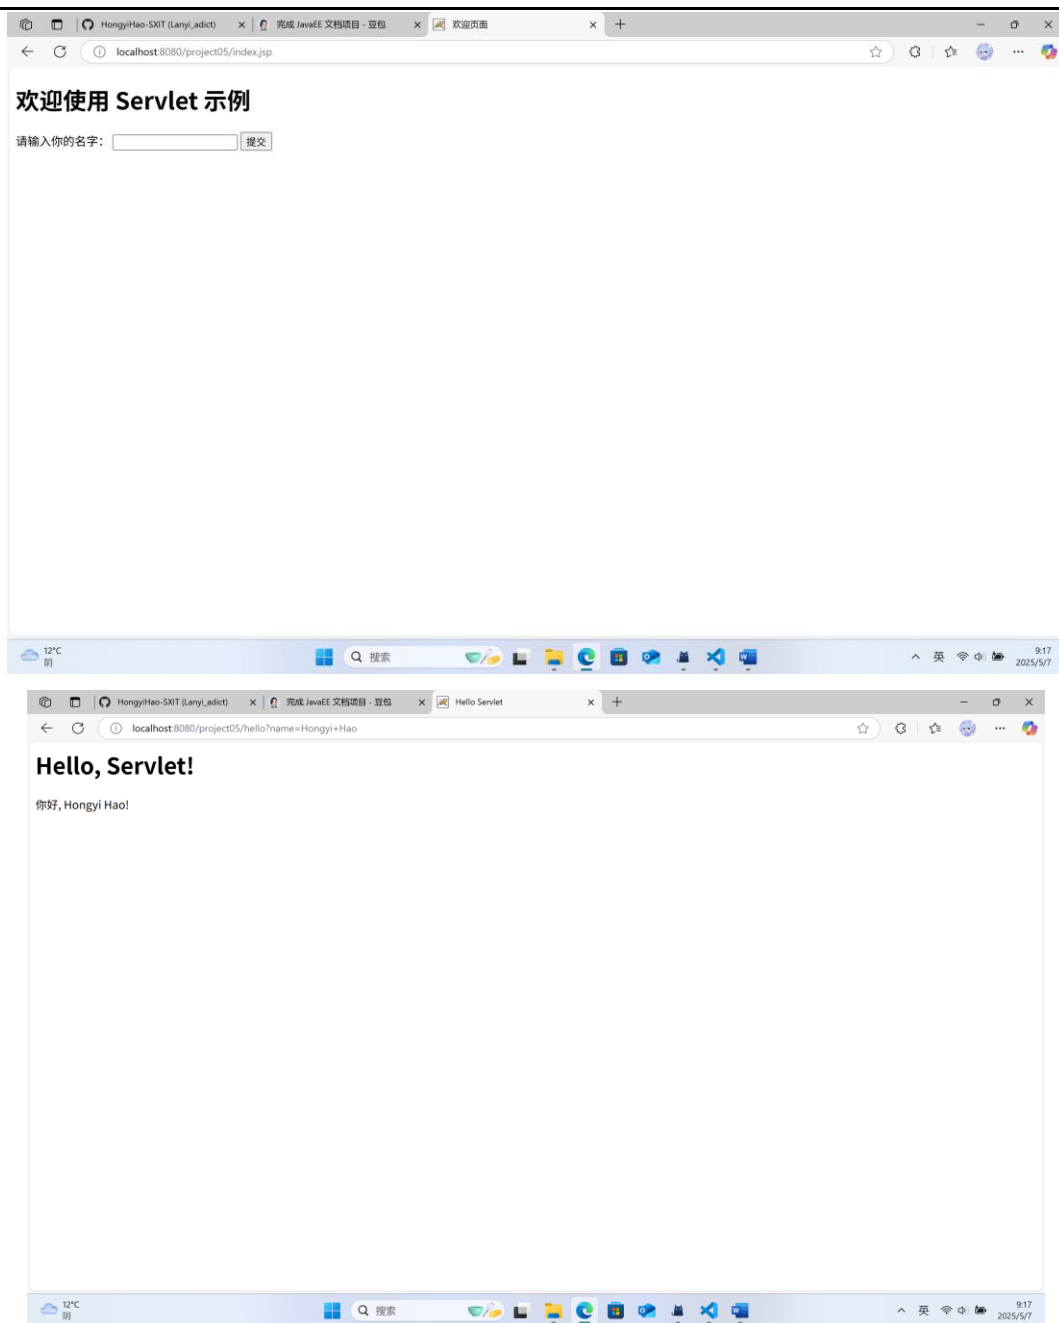 HongyiHao-SXIT (Lanyi_adict)
完成 JavaEE 文档项目 - 豆包
欢迎页面
localhost:8080/project05/index.jsp
欢迎使用 Servlet 示例
请输入你的名字： 提交
12°C
阴
搜索
英
9:17
2025/5/7
HongyiHao-SXIT (Lanyi_adict)
完成 JavaEE 文档项目 - 豆包
Hello Servlet
localhost:8080/project05/hello?name=Hongyi+Hao
Hello, Servlet!
你好, Hongyi Hao!
12°C
阴
搜索
英
9:17
2025/5/7